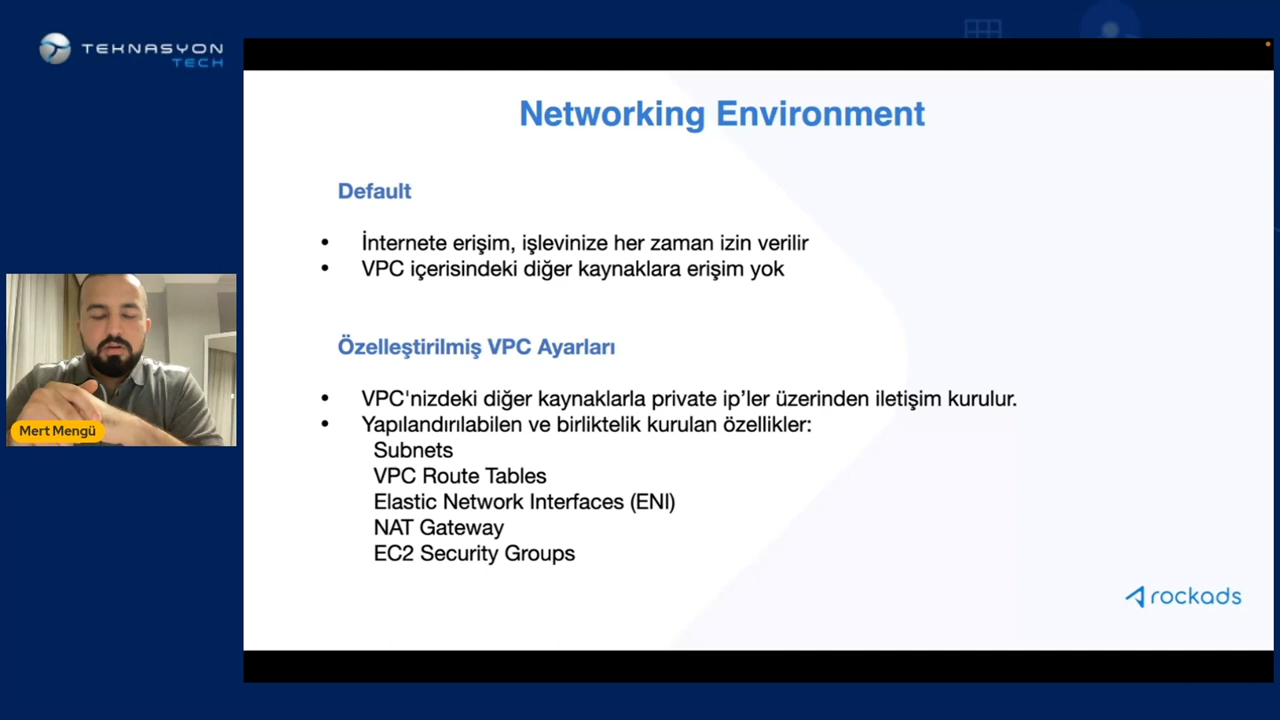 TEKNASYON
TECH
Networking Environment
Default
• İnternete erişim, işlevinize her zaman izin verilir
• VPC içerisindeki diğer kaynaklara erişim yok
Özelleştirilmiş VPC Ayarları
• VPC'nizdeki diğer kaynaklarla private ip’ler üzerinden iletişim kurulur.
• Yapılandırılabilen ve birliktelik kurulan özellikler:
Subnets
VPC Route Tables
Elastic Network Interfaces (ENI)
NAT Gateway
EC2 Security Groups
Mert Mengü
rockads